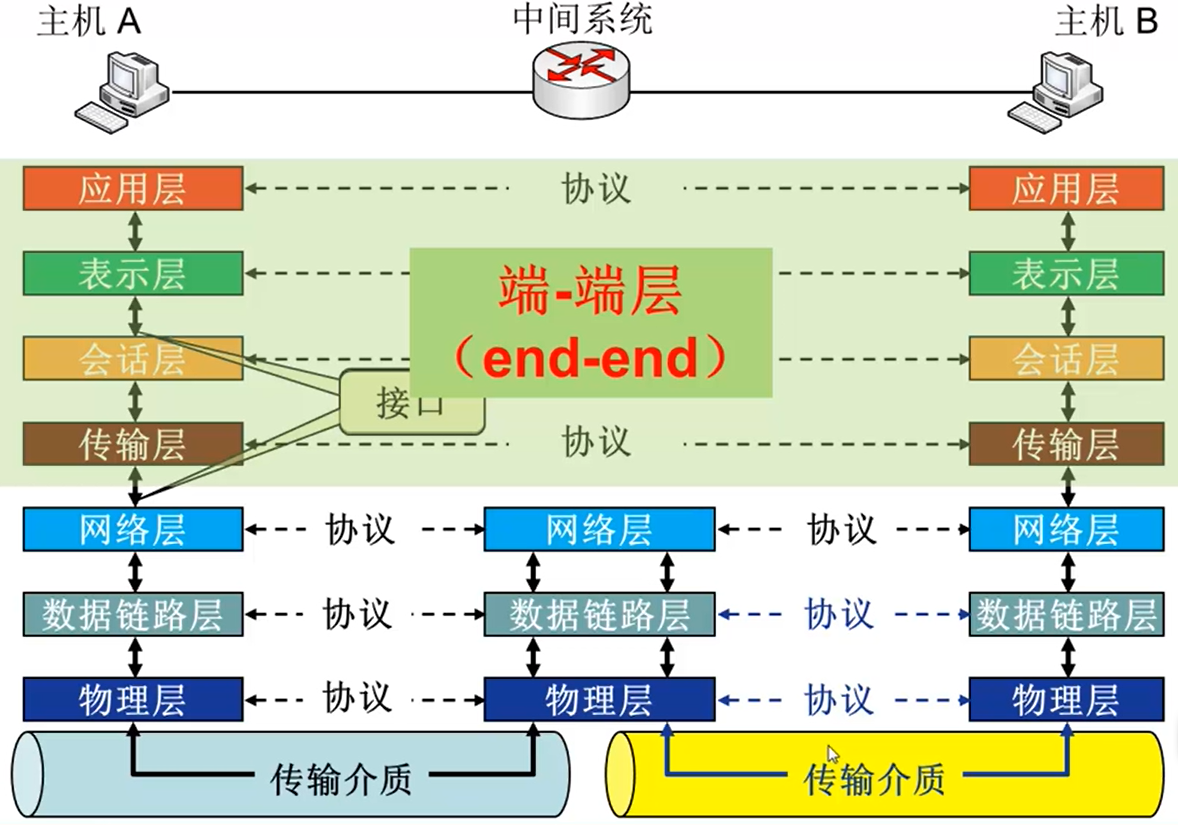 主机 A
中间系统
主机 B
应用层
协议
应用层
表示层
端-端层
（end-end）
表示层
会话层
会话层
接口
传输层
协议
传输层
网络层
协议
网络层
协议
网络层
数据链路层
协议
数据链路层
协议
数据链路层
物理层
协议
物理层
协议
物理层
传输介质
传输介质